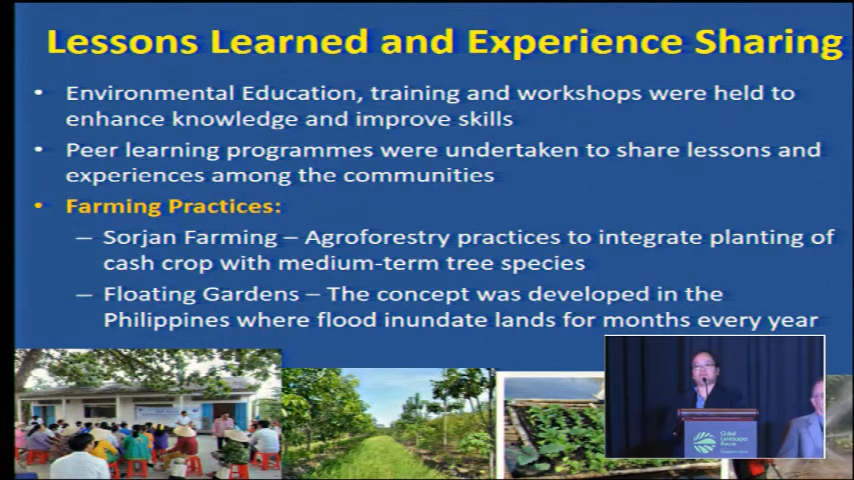 Lessons Learned and Experience Sharing
• Environmental Education, training and workshops were held to
enhance knowledge and improve skills
• Peer learning programmes were undertaken to share lessons and
experiences among the communities
• Farming Practices:
– Sorjan Farming – Agroforestry practices to integrate planting of
cash crop with medium-term tree species
– Floating Gardens – The concept was developed in the
Philippines where flood inundate lands for months every year
Global
Landscapes
Forum